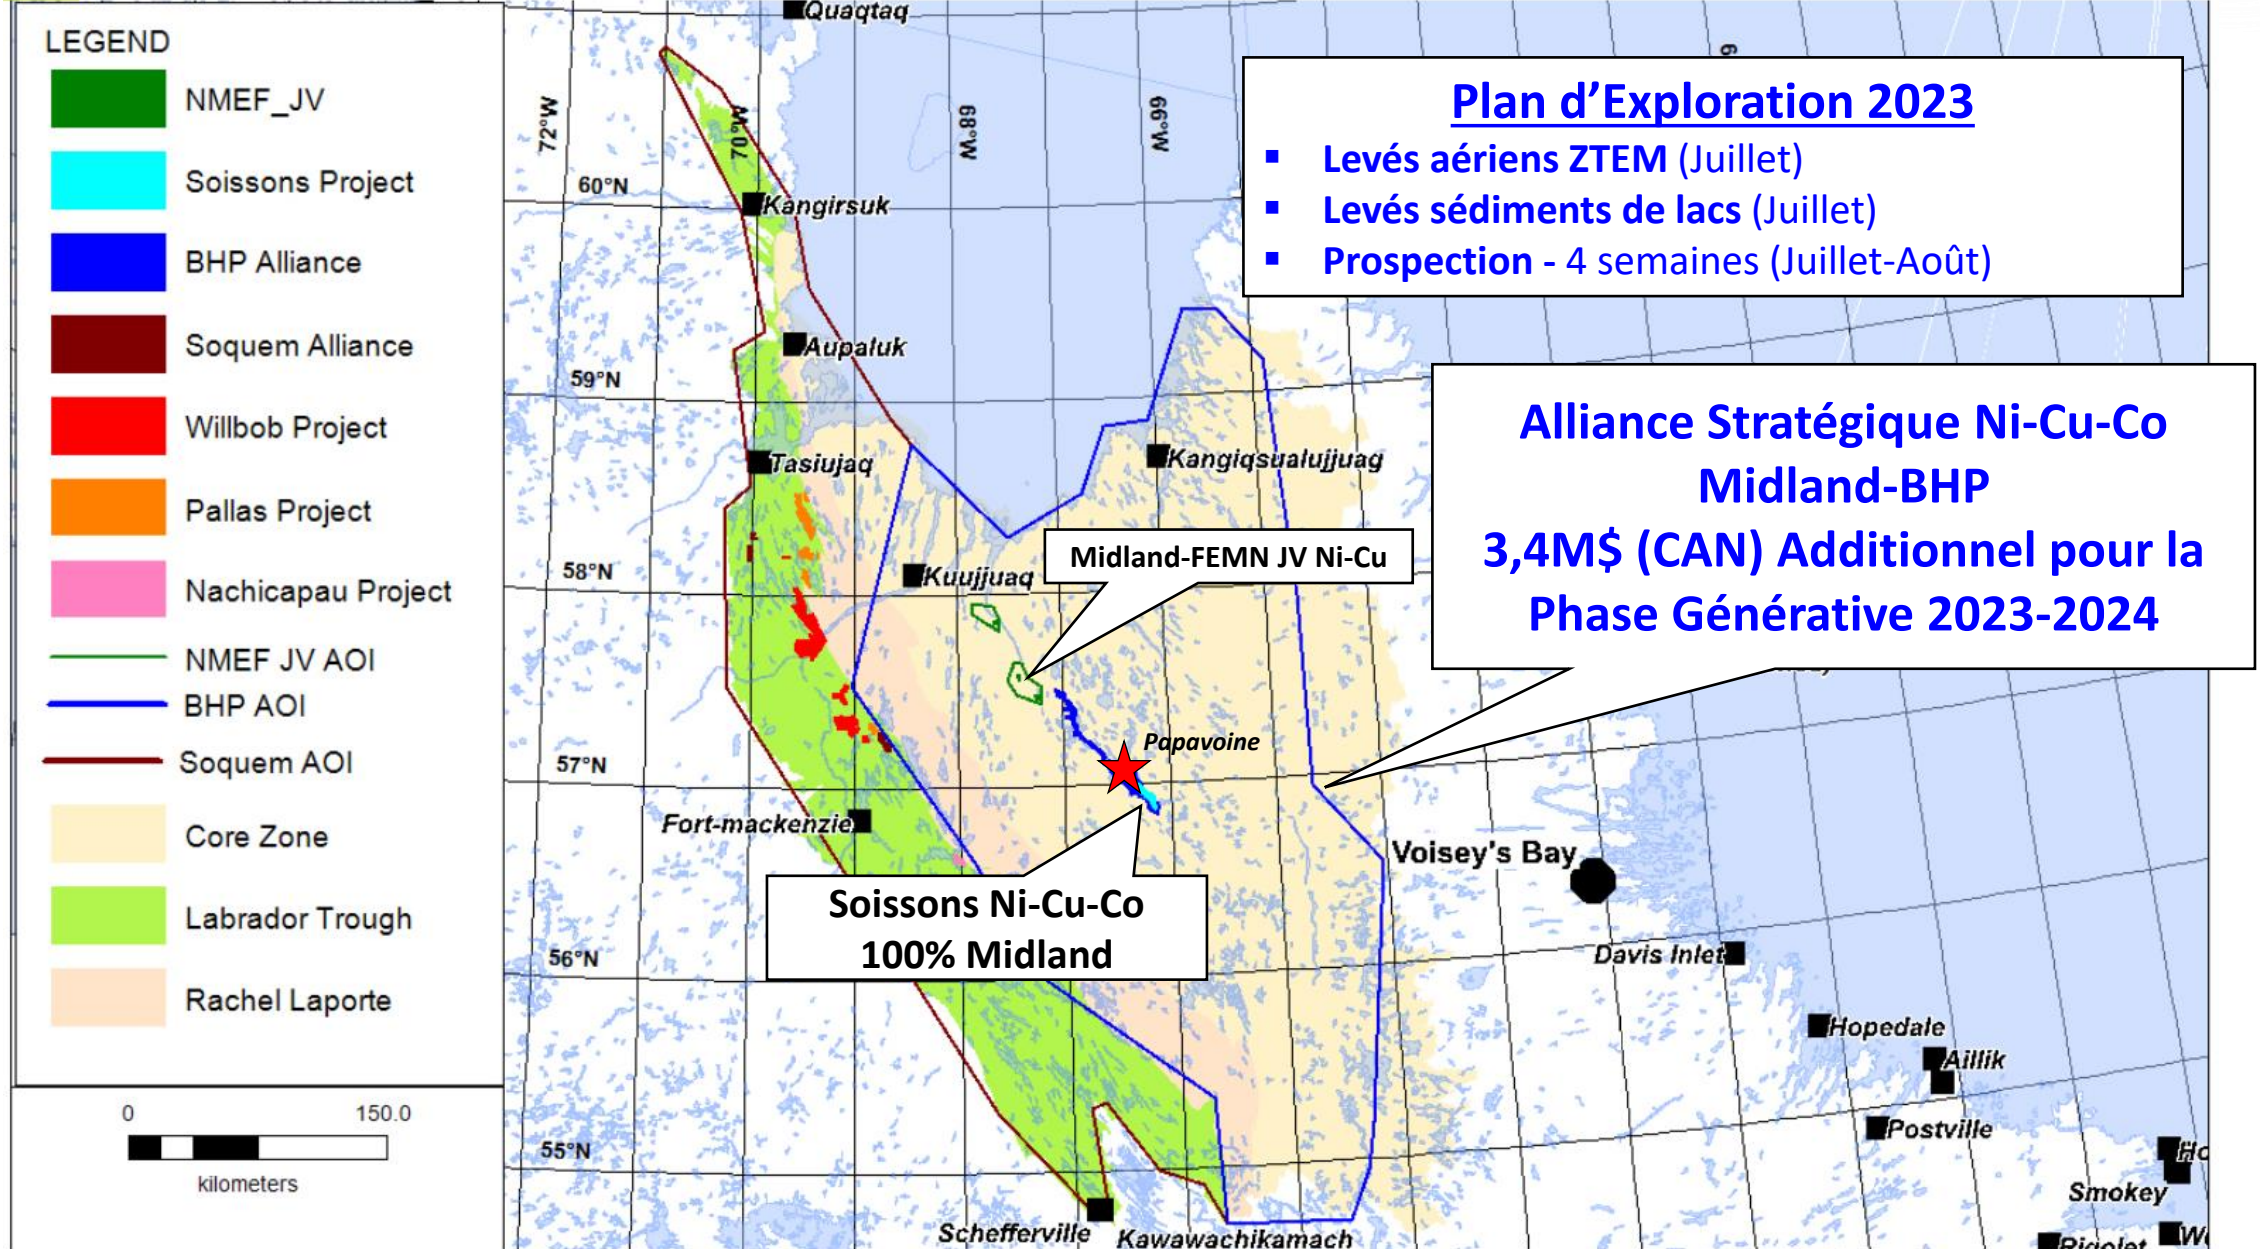 LEGEND
NMEF_JV
Soissons Project
BHP Alliance
Soquem Alliance
Willbob Project
Pallas Project
Nachicapau Project
NMEF JV AOI
BHP AOI
Soquem AOI
Core Zone
Labrador Trough
Rachel Laporte
0 150.0
kilometers
Plan d’Exploration 2023
▪ Levés aériens ZTEM (Juillet)
▪ Levés sédiments de lacs (Juillet)
▪ Prospection - 4 semaines (Juillet-Août)
Alliance Stratégique Ni-Cu-Co
Midland-BHP
3,4M$ (CAN) Additionnel pour la
Phase Générative 2023-2024
Midland-FEMN JV Ni-Cu
Soissons Ni-Cu-Co
100% Midland
Quaqtaq
72°W
70°W
68°W
66°W
60°N
Kangirsuk
Aupaluk
59°N
Tasiujaq
Kangiqsualujjuag
58°N
Kuujjuaq
Papavoine
57°N
Fort-mackenzie
Voisey's Bay
56°N
Davis Inlet
Hopedale
Aillik
Postville
55°N
Smokey
Schefferville
Kawawachikamach
Rigolet